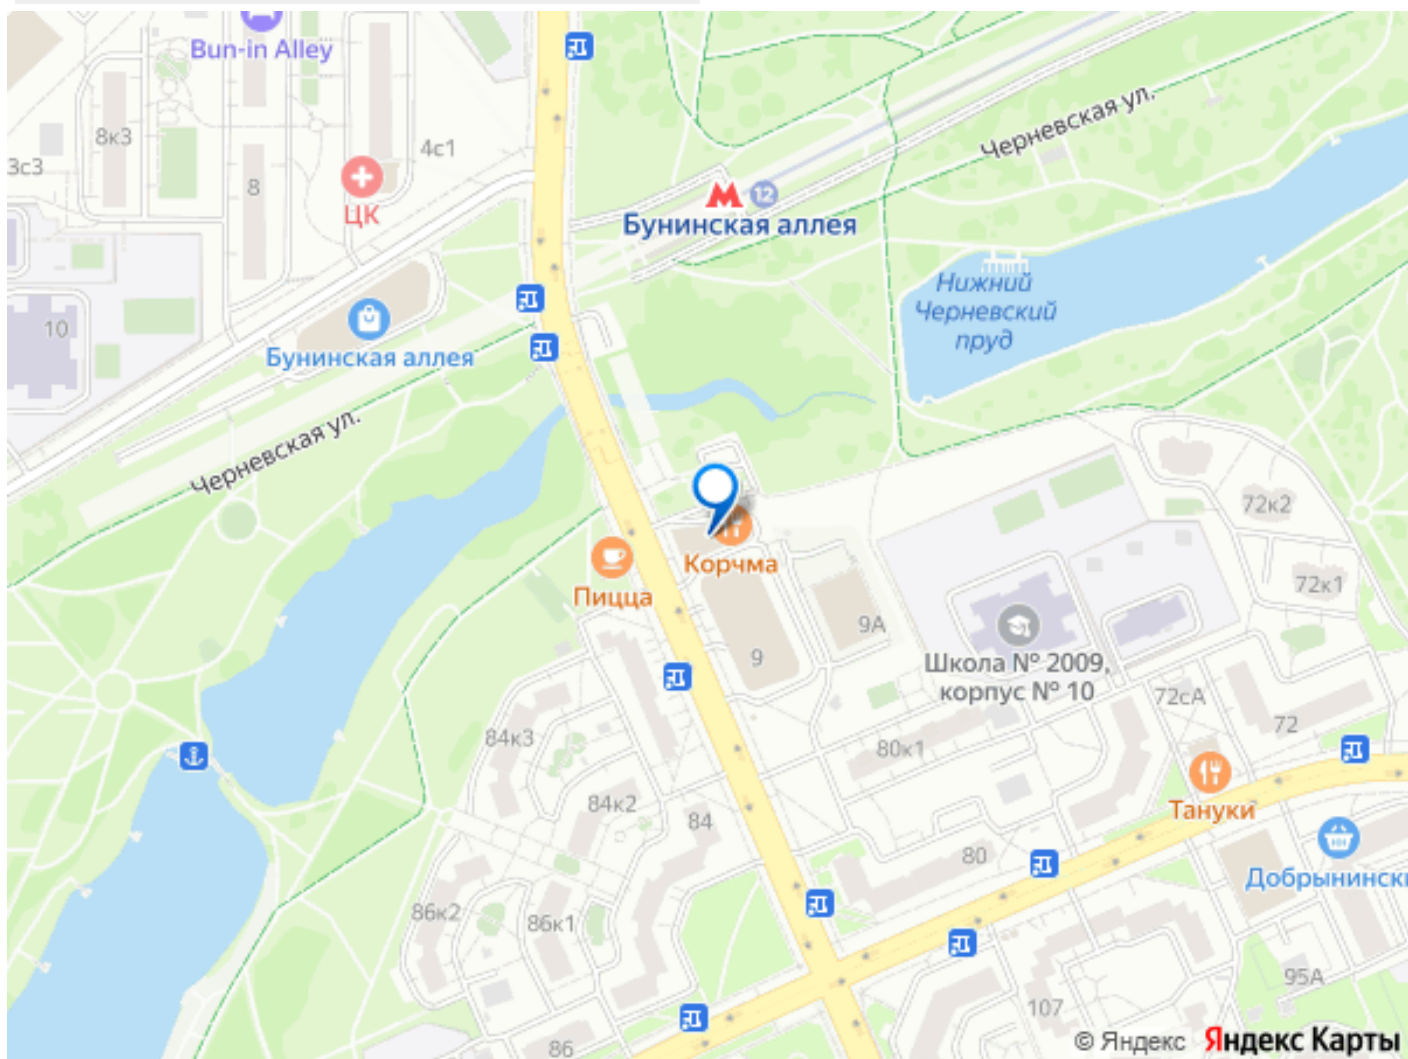 Bun-in Alley
8к3
4с1
3с3
8
ЦК
Черневская ул.
12
Бунинская аллея
Нижний
Черневский
пруд
10
Бунинская аллея
Черневская ул.
72к2
Корчма
Пицца
72к1
9А
9
Школа № 2009,
корпус № 10
72сА
72
84к3
80к1
84к2
84
Тануки
80
Добрынински
86к2
86к1
95А
107
86
© Яндекс Яндекс Карты